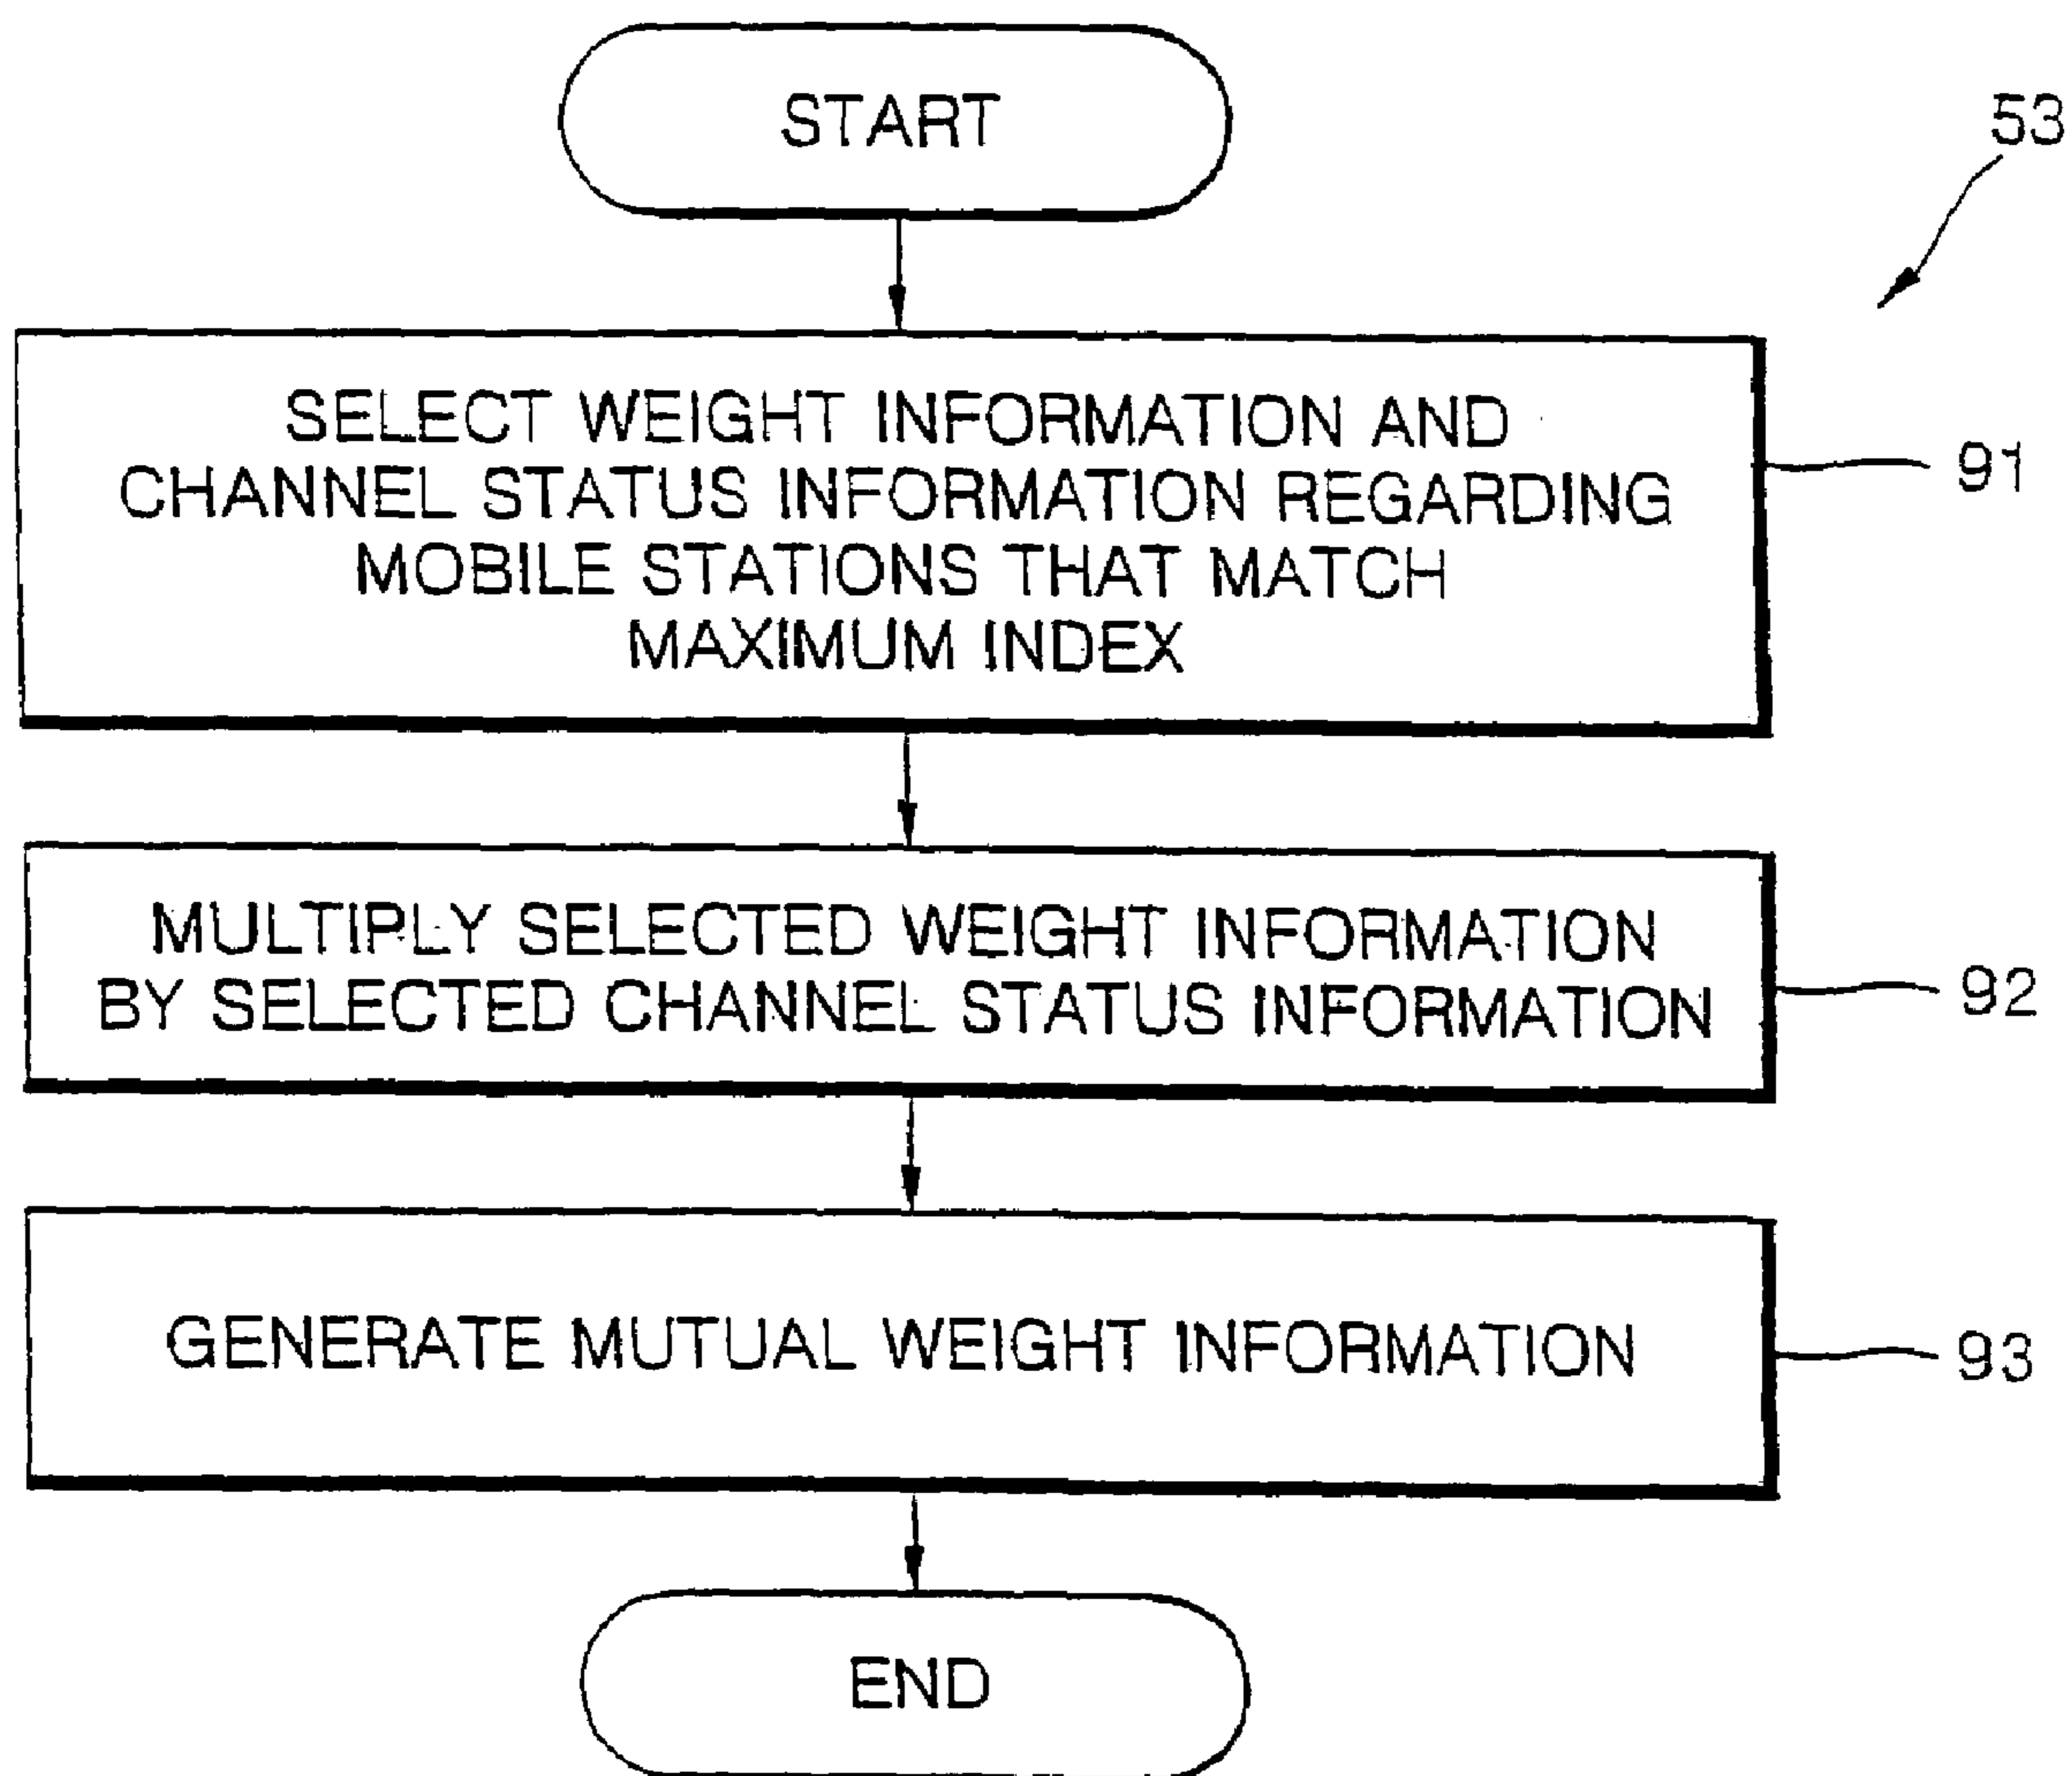 START
53
SELECT WEIGHT INFORMATION AND
CHANNEL STATUS INFORMATION REGARDING
MOBILE STATIONS THAT MATCH
MAXIMUM INDEX
91
MULTIPLY SELECTED WEIGHT INFORMATION
BY SELECTED CHANNEL STATUS INFORMATION
92
GENERATE MUTUAL WEIGHT INFORMATION
93
END